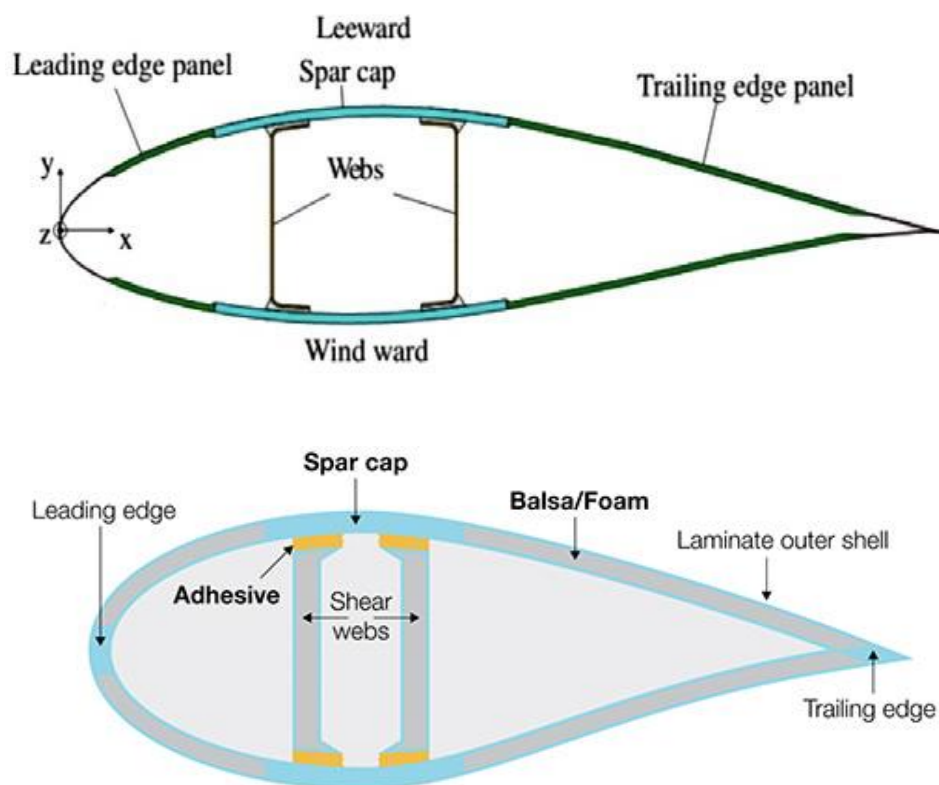 Leeward
Leading edge panel
Spar cap
Trailing edge panel
y
Webs
z
x
Wind ward
Spar cap
Leading edge
Balsa/Foam
Laminate outer shell
Adhesive
Shear
webs
Trailing edge